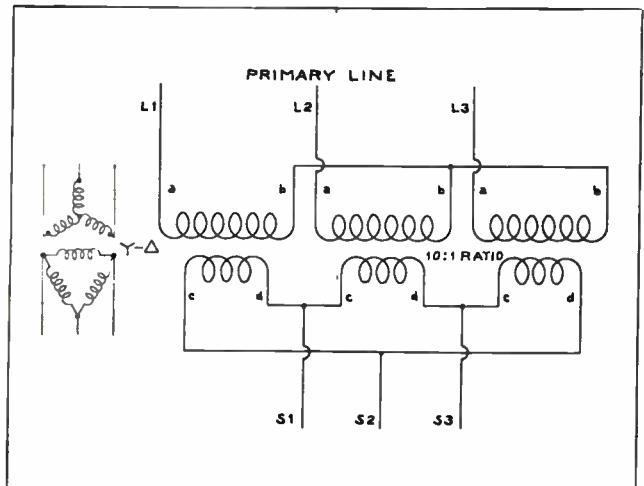 PRIMARY LINE
L1 L2 L3
a b a b a b
Y-Δ
10:1 RATIO
c d c d c d
S1 S2 S3